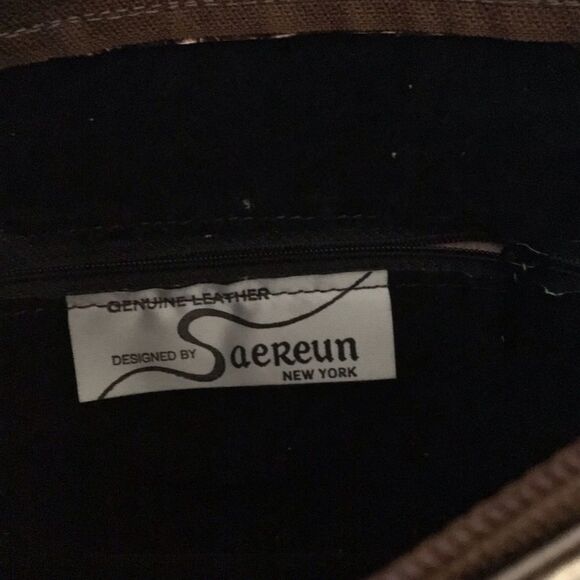 GENUINE LEATHER
DESIGNED BY Saereun
NEW YORK